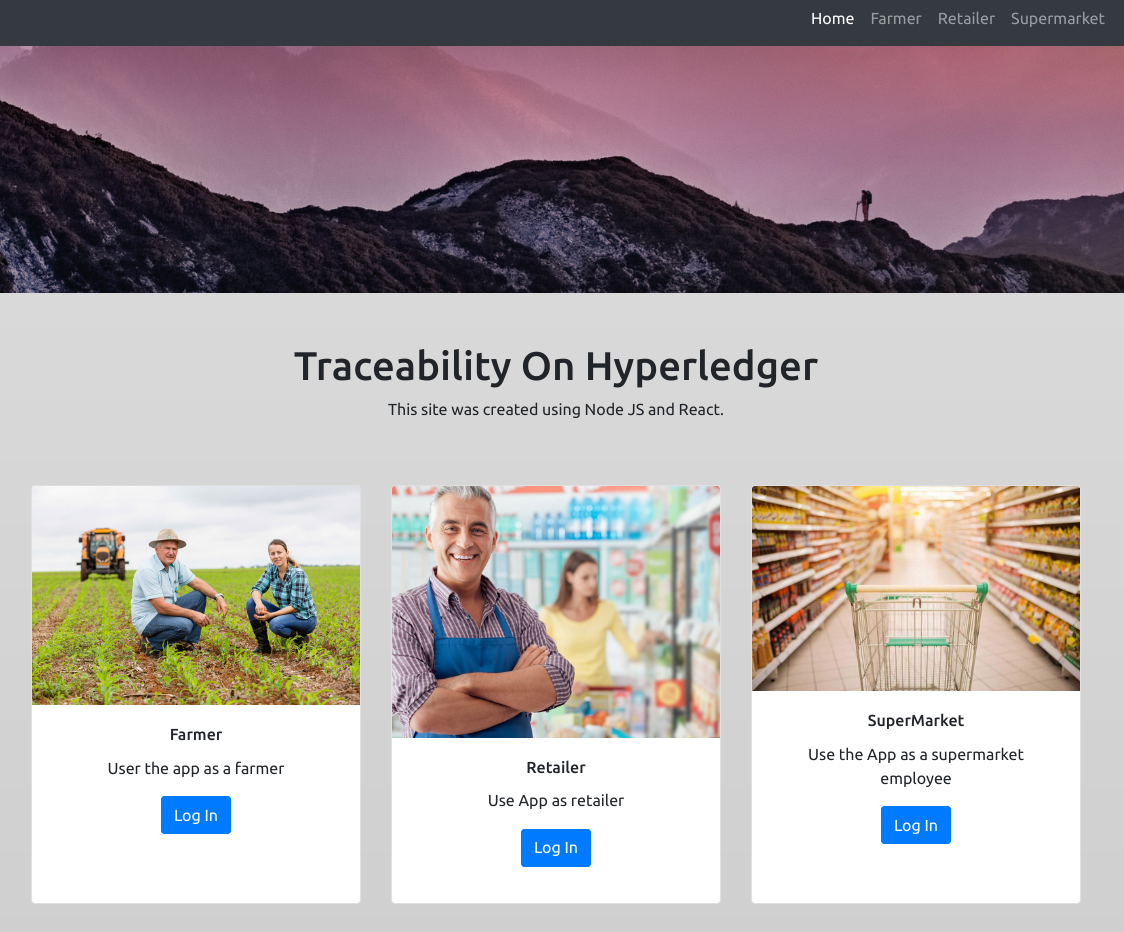 Home Farmer Retailer Supermarket
Traceability On Hyperledger
This site was created using Node JS and React.
Farmer
User the app as a farmer
Log In
Retailer
Use App as retailer
Log In
SuperMarket
Use the App as a supermarket
employee
Log In